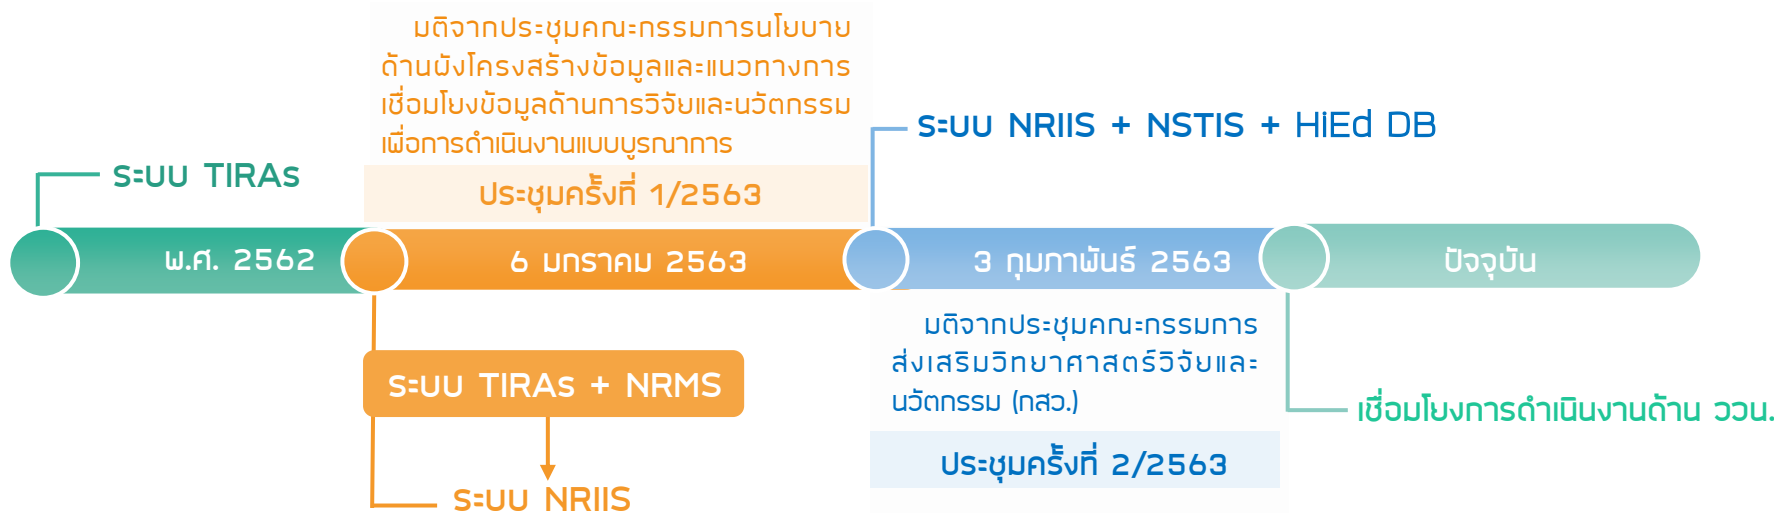 มติจากประชุมคณะกรรมการนโยบาย
ด้านผังโครงสร้างข้อมูลและแนวทางการ
เชื่อมโยงข้อมูลด้านการวิจัยและนวัตกรรม
เพื่อการดำเนินงานแบบบูรณาการ
ประชุมครั้งที่ 1/2563
ระบบ TIRAs
ระบบ NRIIS + NSTIS + HiEd DB
พ.ศ. 2562
6 มกราคม 2563
3 กุมภาพันธ์ 2563
ปัจจุบัน
ระบบ TIRAs + NRMS
ระบบ NRIIS
มติจากประชุมคณะกรรมการ
ส่งเสริมวิทยาศาสตร์วิจัยและ
นวัตกรรม (กสว.)
ประชุมครั้งที่ 2/2563
เชื่อมโยงการดำเนินงานด้าน ววน.